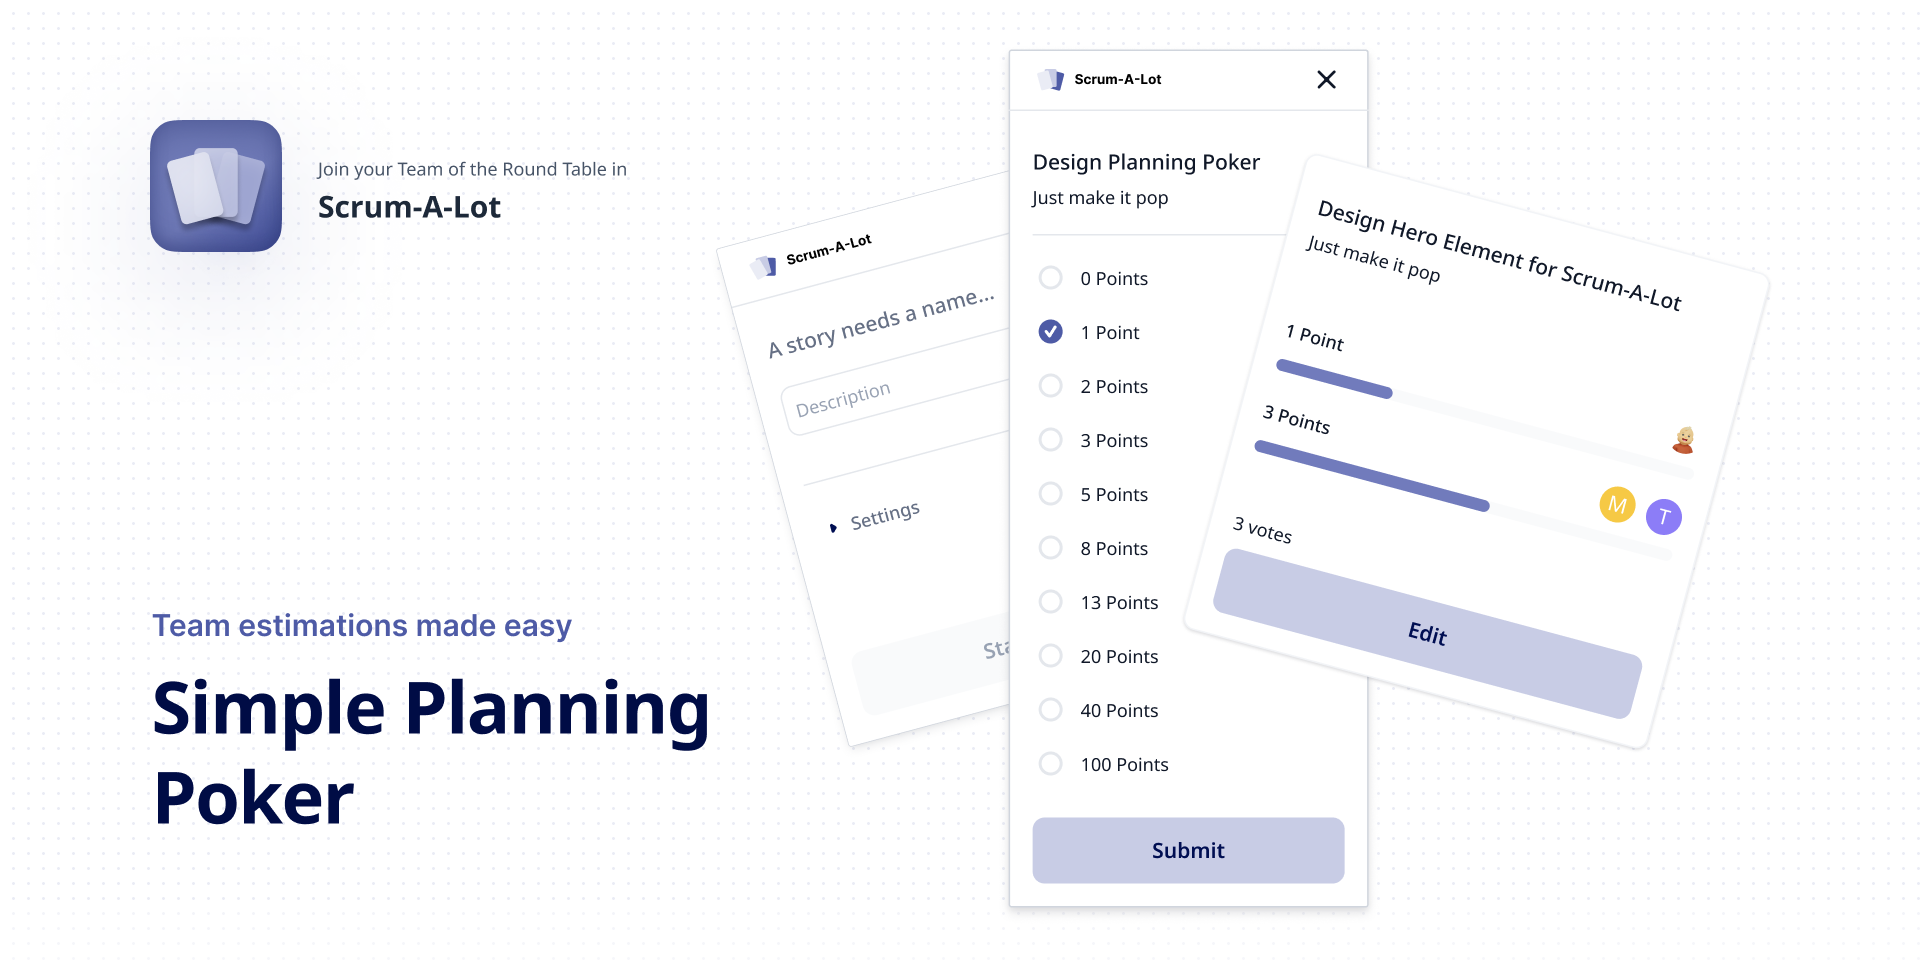 Join your Team of the Round Table in
Scrum-A-Lot
Team estimations made easy
Simple Planning
Poker
Scrum-A-Lot
A story needs a name...
Description
Settings
Sta
Scrum-A-Lot
Design Planning Poker
Just make it pop
0 Points
1 Point
2 Points
3 Points
5 Points
8 Points
13 Points
20 Points
40 Points
100 Points
Submit
Design Hero Element for Scrum-A-Lot
Just make it pop
1 Point
3 Points
M
T
3 votes
Edit